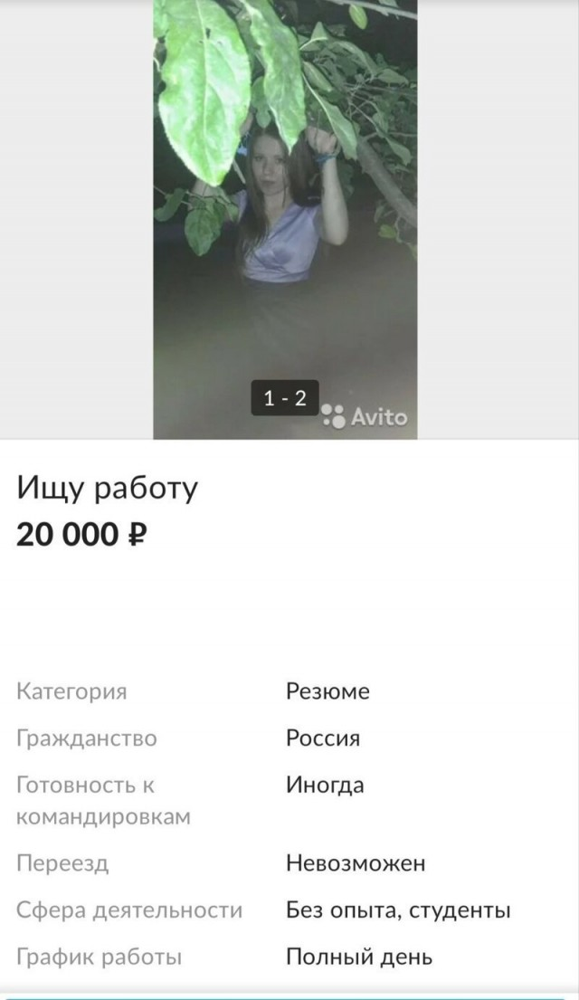 1 - 2
Avito
Ищу работу
20 000 ₽
Категория Резюме
Гражданство Россия
Готовность к Иногда
командировкам
Переезд Невозможен
Сфера деятельности Без опыта, студенты
График работы Полный день